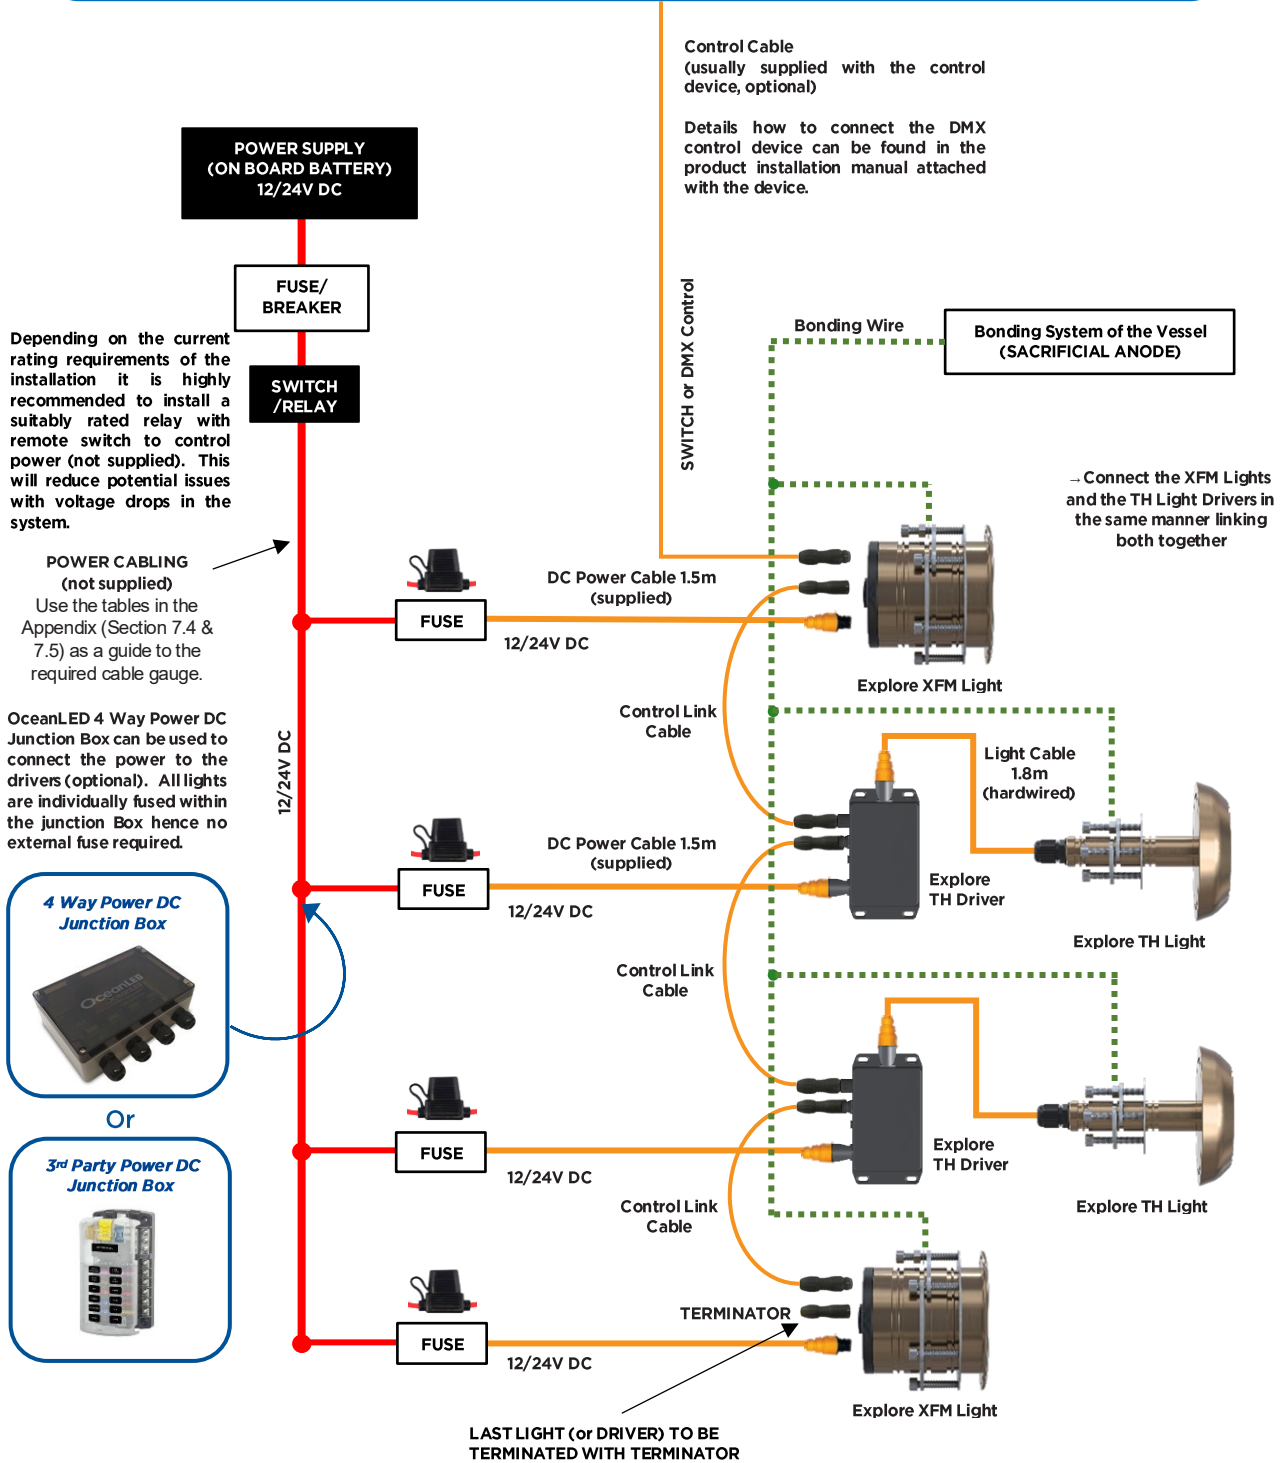 Control Cable
(usually supplied with the control
device, optional)
Details how to connect the DMX
control device can be found in the
product installation manual attached
with the device.
POWER SUPPLY
(ON BOARD BATTERY)
12/24V DC
FUSE/
BREAKER
SWITCH
/RELAY
Depending on the current
rating requirements of the
installation it is highly
recommended to install a
suitably rated relay with
remote switch to control
power (not supplied). This
will reduce potential issues
with voltage drops in the
system.
POWER CABLING
(not supplied)
Use the tables in the
Appendix (Section 7.4 &
7.5) as a guide to the
required cable gauge.
OceanLED 4 Way Power DC
Junction Box can be used to
connect the power to the
drivers (optional). All lights
are individually fused within
the junction Box hence no
external fuse required.
4 Way Power DC
Junction Box
OceanLED
Or
3rd Party Power DC
Junction Box
12/24V DC
SWITCH or DMX Control
Bonding Wire
Bonding System of the Vessel
(SACRIFICIAL ANODE)
→Connect the XFM Lights
and the TH Light Drivers in
the same manner linking
both together
FUSE
DC Power Cable 1.5m
(supplied)
12/24V DC
Explore XFM Light
Control Link
Cable
Light Cable
1.8m
(hardwired)
FUSE
DC Power Cable 1.5m
(supplied)
12/24V DC
Explore
TH Driver
Explore TH Light
Control Link
Cable
FUSE
12/24V DC
Explore
TH Driver
Explore TH Light
Control Link
Cable
TERMINATOR
FUSE
12/24V DC
Explore XFM Light
LAST LIGHT (or DRIVER) TO BE
TERMINATED WITH TERMINATOR